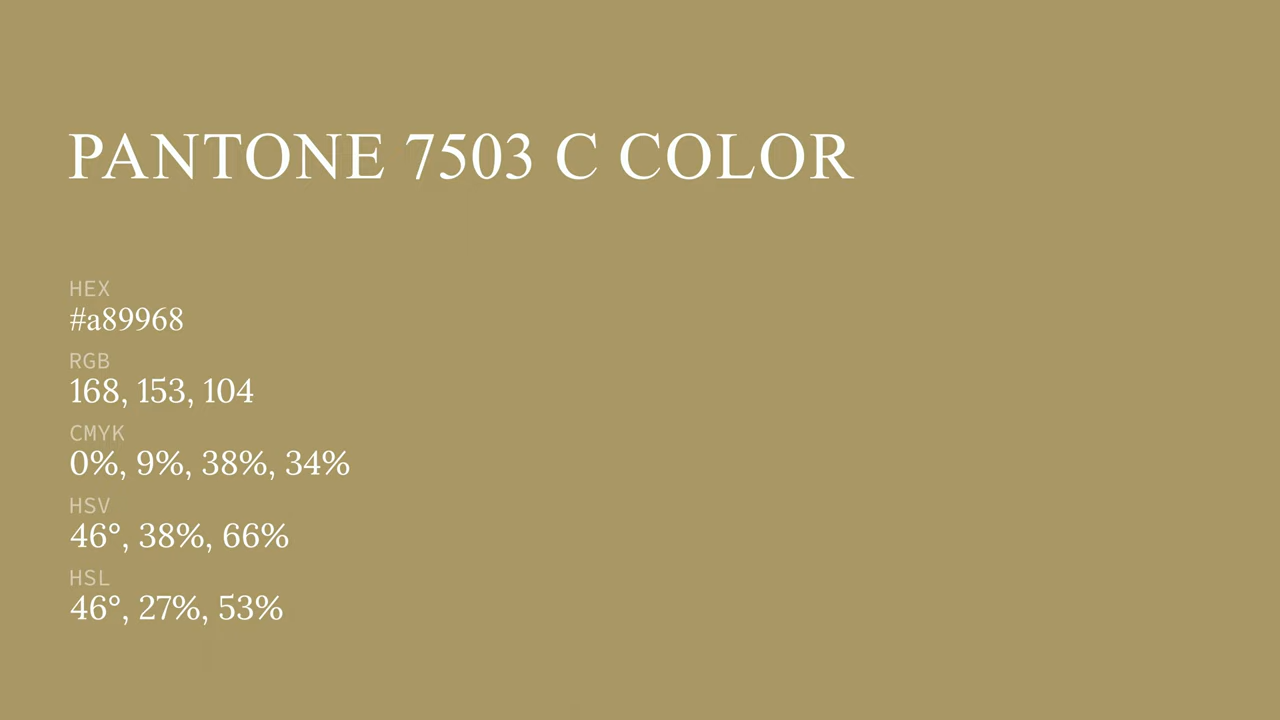 PANTONE 7503 C COLOR
HEX
#a89968
RGB
168, 153, 104
CMYK
0%, 9%, 38%, 34%
HSV
46°, 38%, 66%
HSL
46°, 27%, 53%